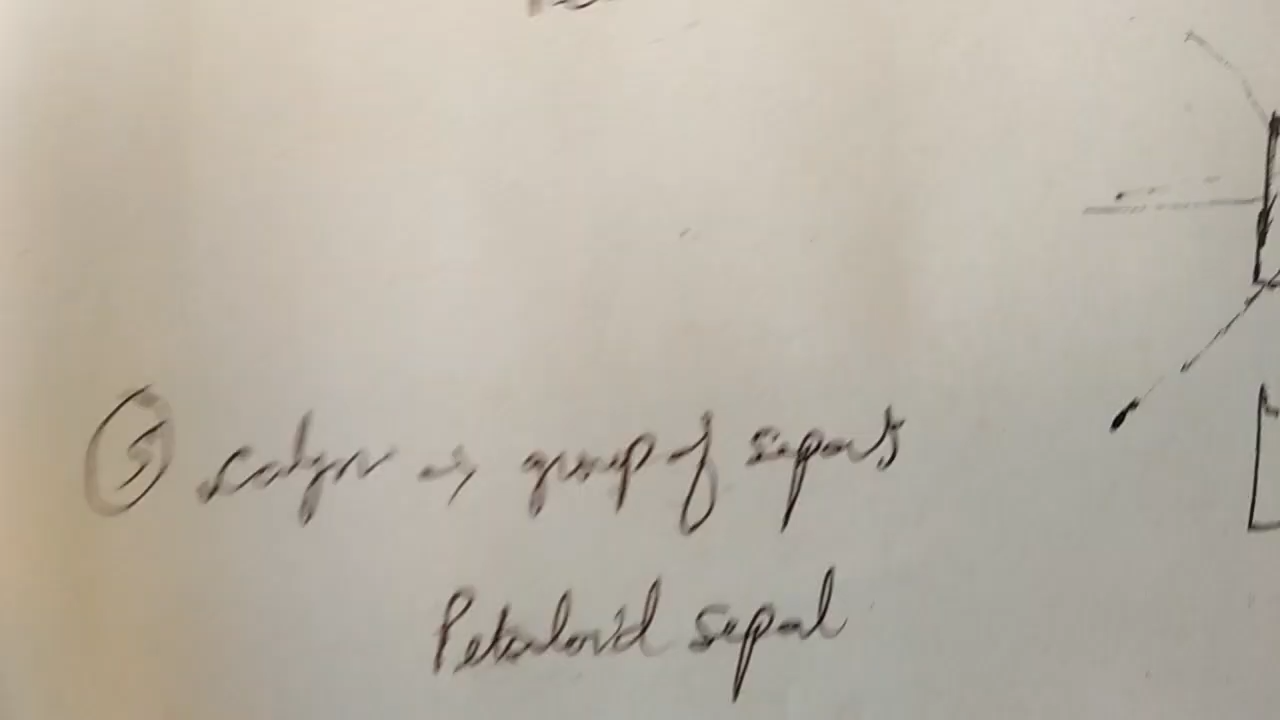 ⑤ Calyx → group of sepals
Petaloid sepal